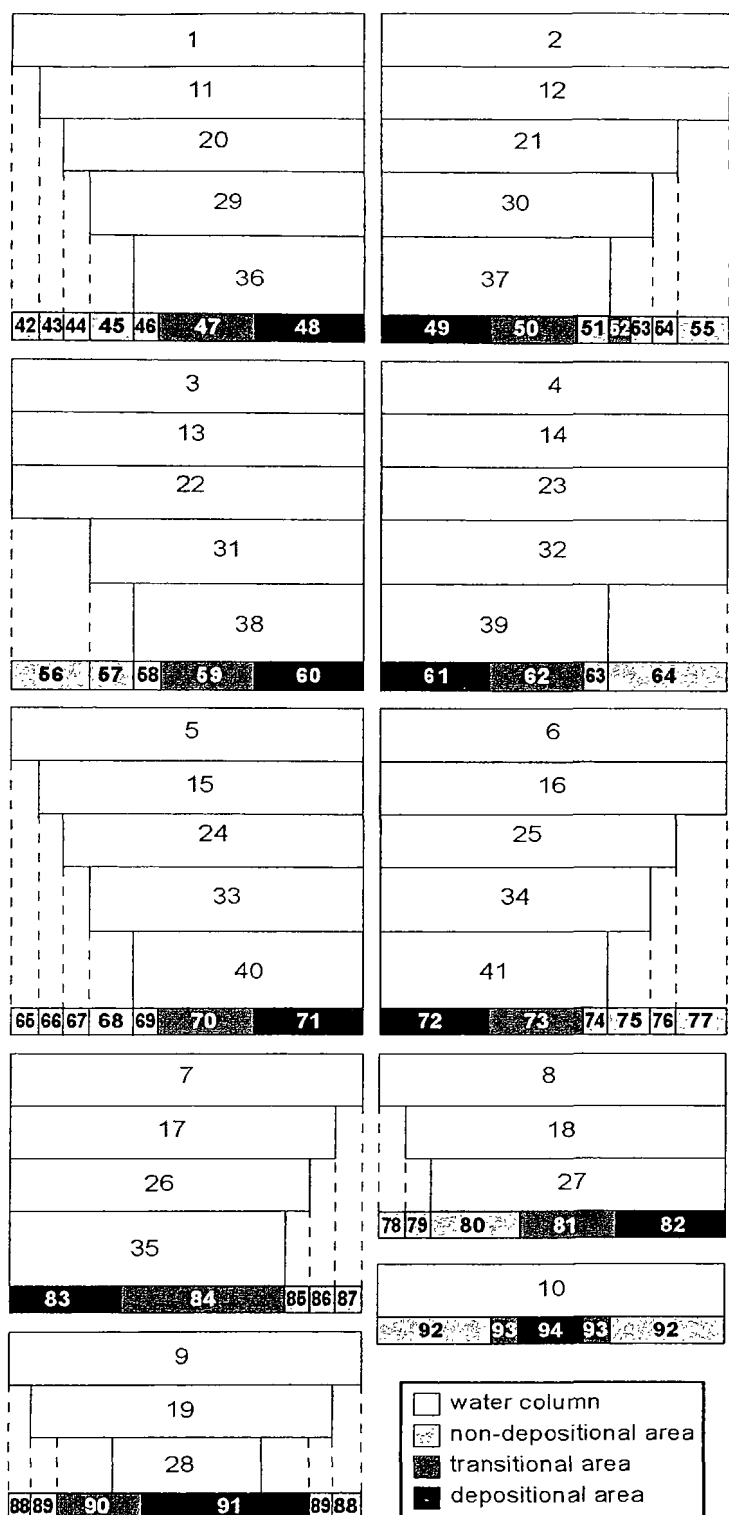 1
11
20
29
36
42 43 44 45 46 47 48
2
12
21
30
37
49 50 51 52 53 54 55
3
13
22
31
38
56 57 58 59 60
4
14
23
32
39
61 62 63 64
5
15
24
33
40
65 66 67 68 69 70 71
6
16
25
34
41
72 73 74 75 76 77
7
17
26
35
83 84 85 86 87
8
18
27
78 79 80 81 82
9
19
28
88 89 90 91 89 88
10
92 93 94 93 92
water column
non-depositional area
transitional area
depositional area